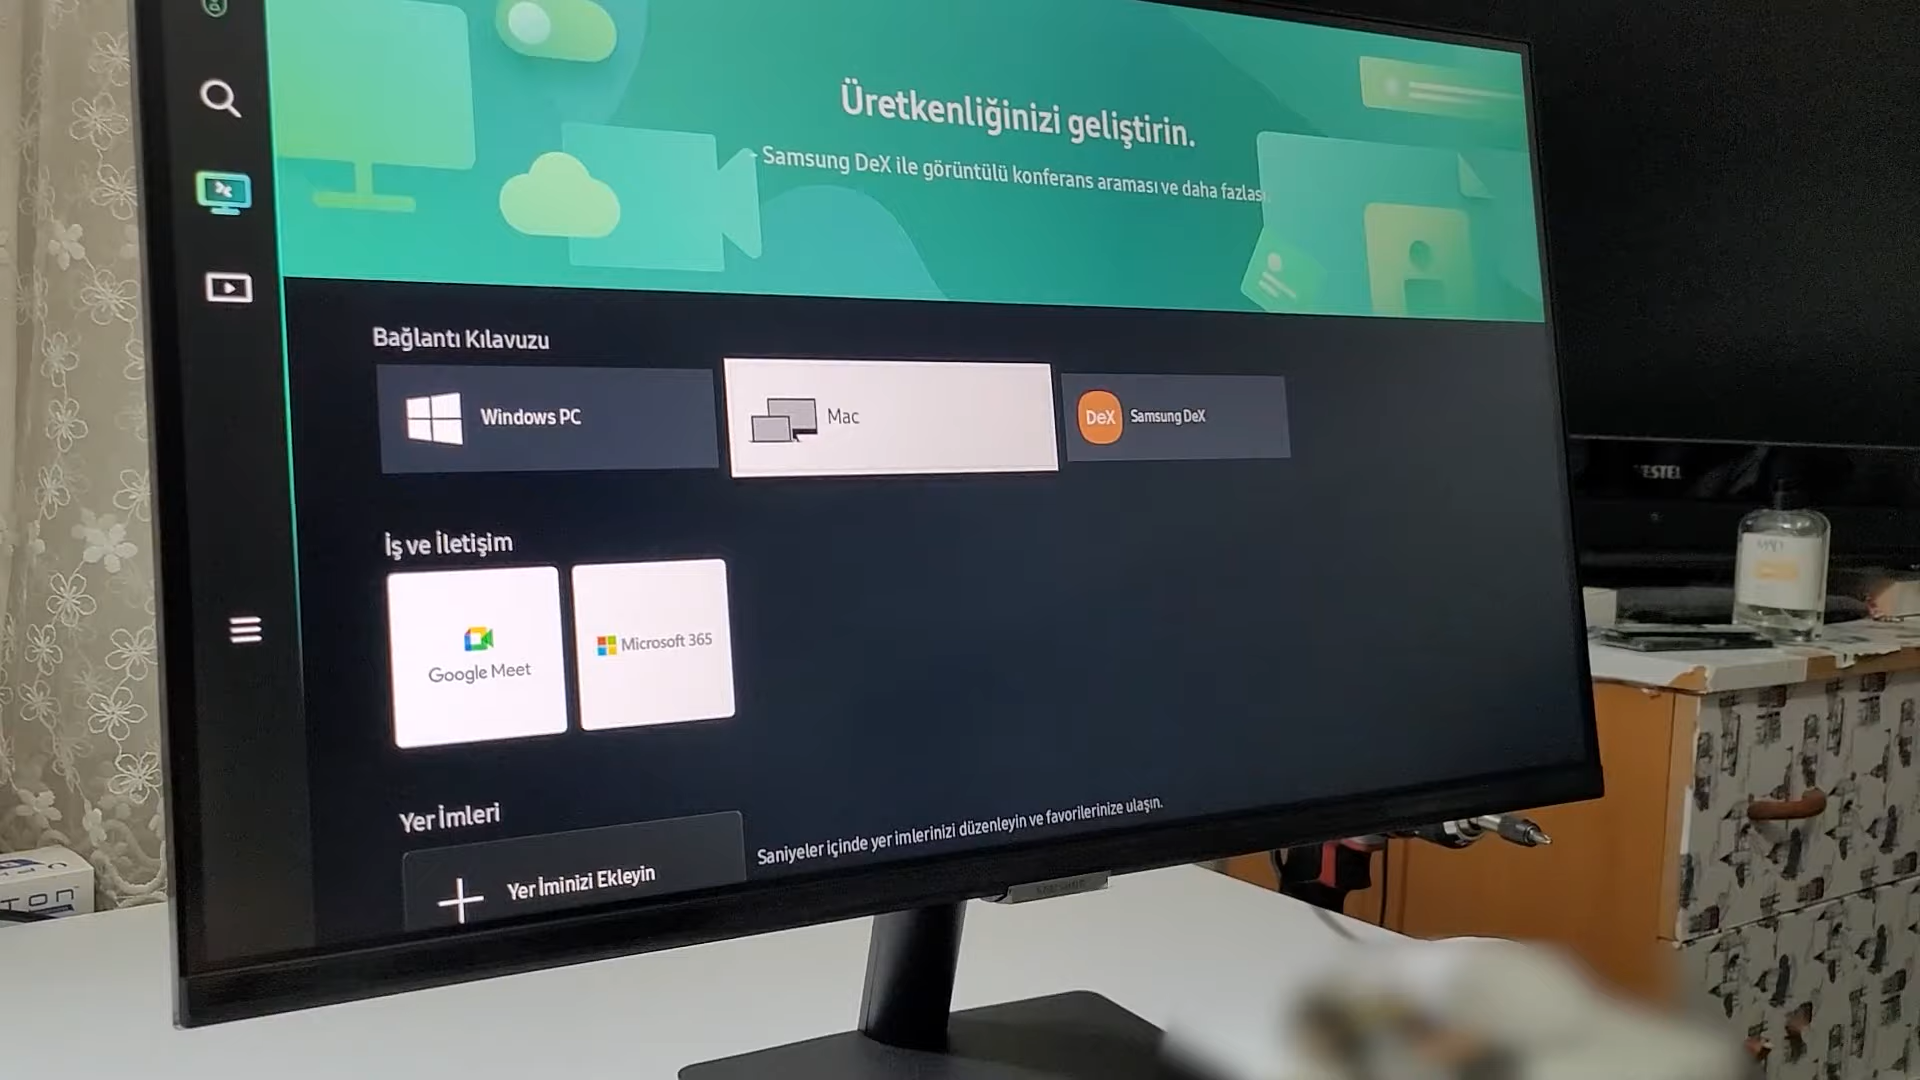 Üretkenliğinizi geliştirin.
- Samsung DeX ile görüntülü konferans araması ve daha fazlası
Bağlantı Kılavuzu
Windows PC
Mac
DeX
Samsung DeX
İş ve İletişim
Google Meet
Microsoft 365
Yer İmleri
Yer İminizi Ekleyin
Saniyeler içinde yer imlerinizi düzenleyin ve favorilerinize ulaşın.
SAMSUNG